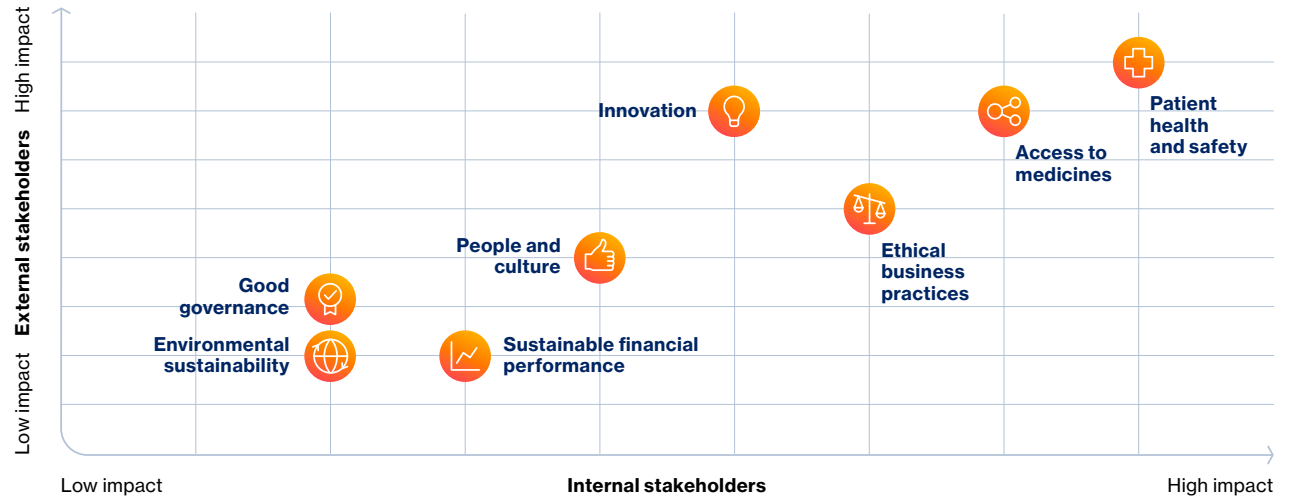 High impact
External stakeholders
Low impact
Innovation
Patient
health
and safety
Access to
medicines
People and
culture
Ethical
business
practices
Good
governance
Environmental
sustainability
Sustainable financial
performance
Low impact
Internal stakeholders
High impact